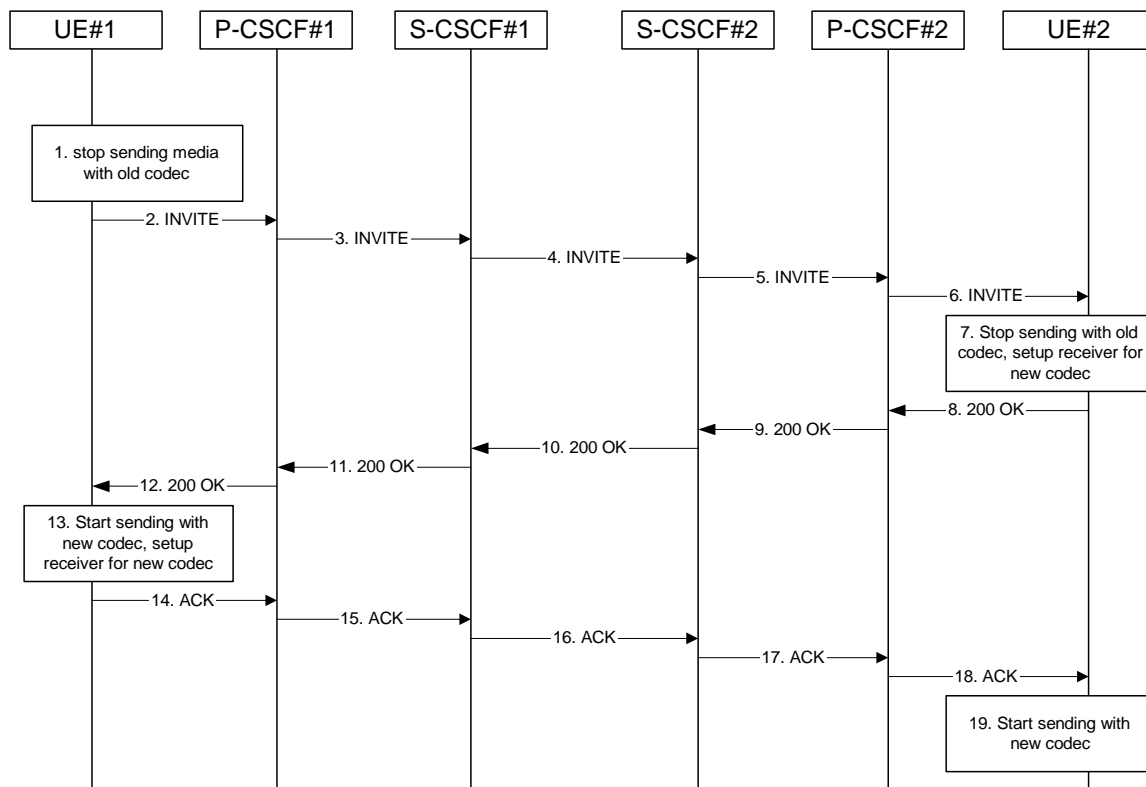 UE#1
P-CSCF#1
S-CSCF#1
S-CSCF#2
P-CSCF#2
UE#2
1. stop sending media
with old codec
2. INVITE
3. INVITE
4. INVITE
5. INVITE
6. INVITE
7. Stop sending with old
codec, setup receiver for
new codec
8. 200 OK
9. 200 OK
10. 200 OK
11. 200 OK
12. 200 OK
13. Start sending with
new codec, setup
receiver for new codec
14. ACK
15. ACK
16. ACK
17. ACK
18. ACK
19. Start sending with
new codec